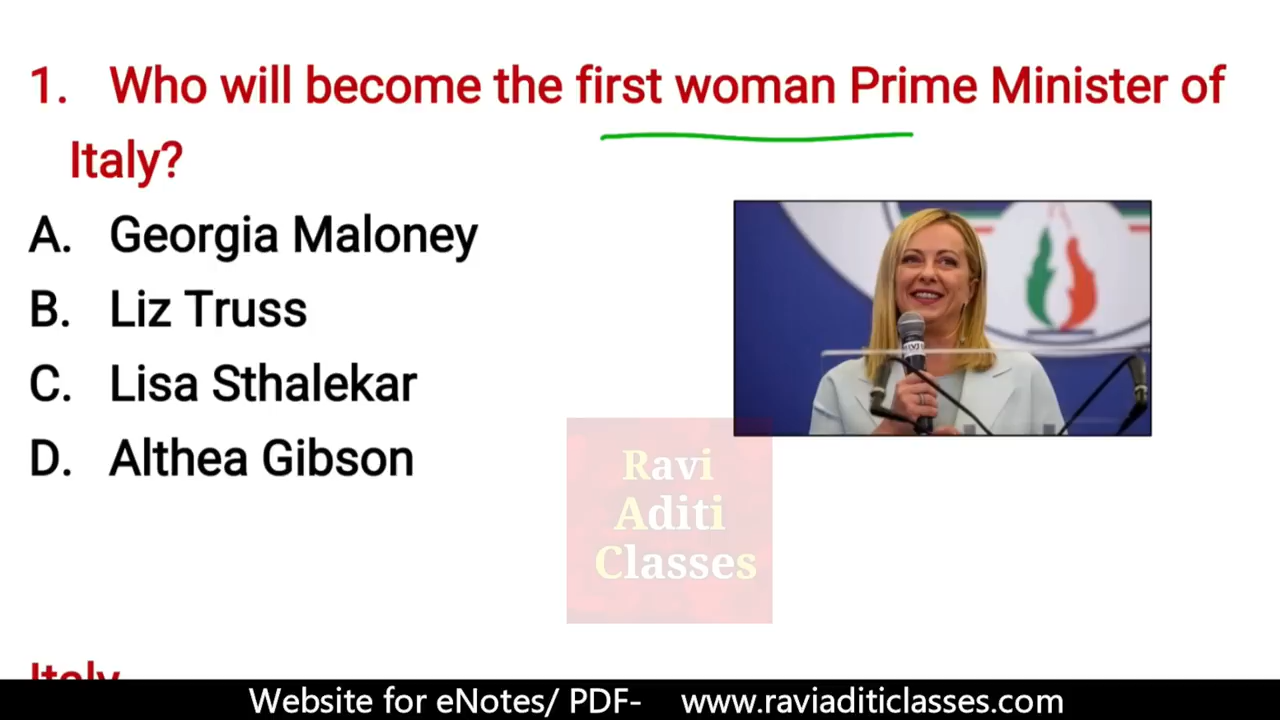 1. Who will become the first woman Prime Minister of
Italy?
A. Georgia Maloney
B. Liz Truss
C. Lisa Sthalekar
D. Althea Gibson
Ravi
Aditi
Classes
Italy
Website for eNotes/ PDF- www.raviaditiclasses.com